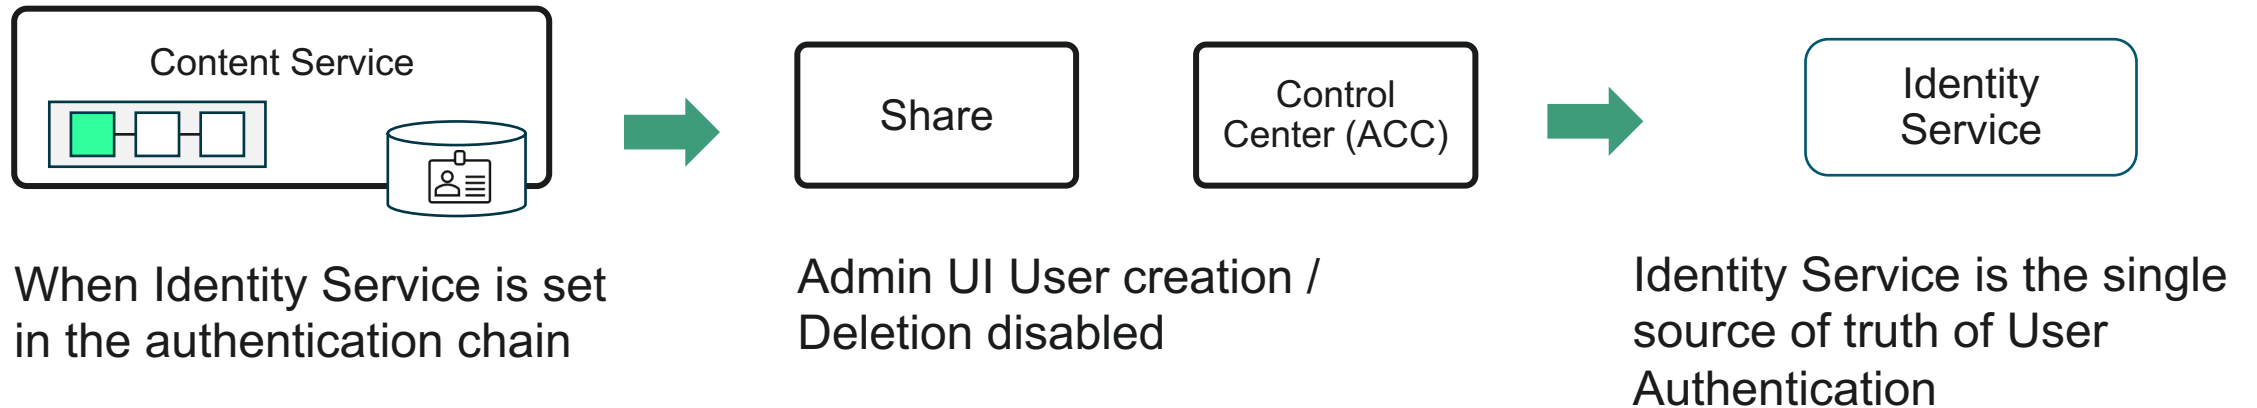 Content Service
Share
Control
Center (ACC)
Identity
Service
When Identity Service is set
in the authentication chain
Admin UI User creation /
Deletion disabled
Identity Service is the single
source of truth of User
Authentication